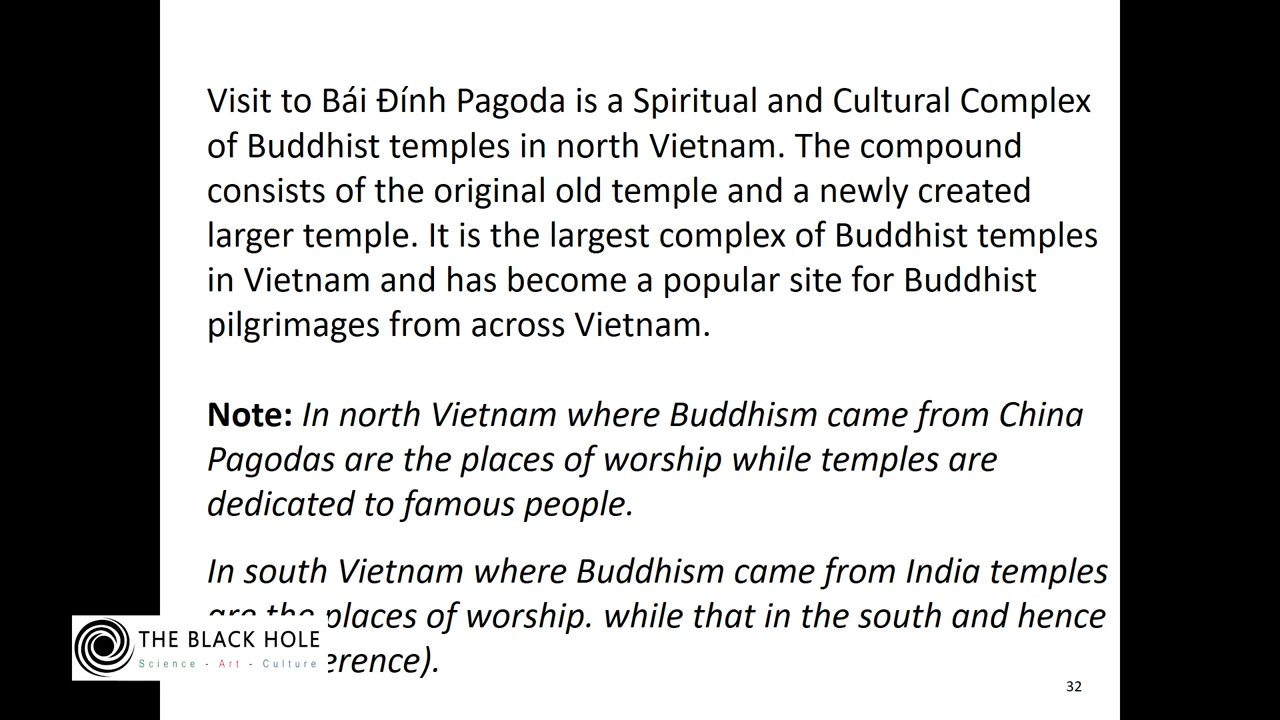 Visit to Bái Đính Pagoda is a Spiritual and Cultural Complex
of Buddhist temples in north Vietnam. The compound
consists of the original old temple and a newly created
larger temple. It is the largest complex of Buddhist temples
in Vietnam and has become a popular site for Buddhist
pilgrimages from across Vietnam.
Note: In north Vietnam where Buddhism came from China
Pagodas are the places of worship while temples are
dedicated to famous people.
In south Vietnam where Buddhism came from India temples
are the places of worship. while that in the south and hence
erence).
THE BLACK HOLE
Science - Art - Culture
32